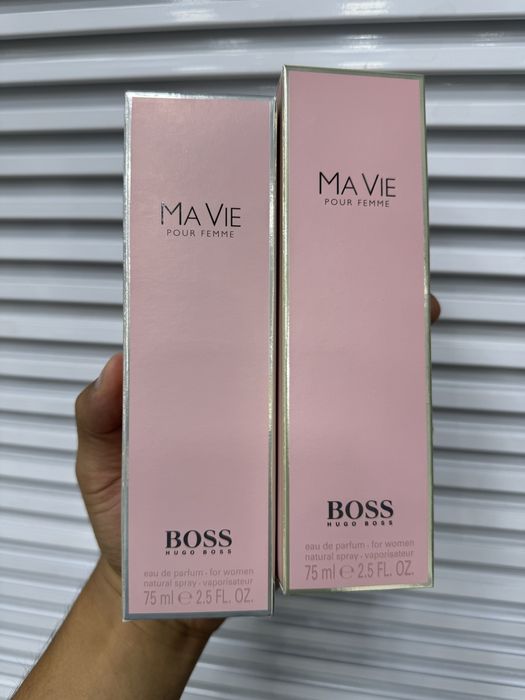 MA VIE
POUR FEMME
BOSS
HUGO BOSS
eau de parfum - for women
natural spray - vaporisateur
75 ml ℮ 2.5 FL. OZ.
MA VIE
POUR FEMME
BOSS
HUGO BOSS
eau de parfum - for women
natural spray - vaporisateur
75 ml ℮ 2.5 FL. OZ.